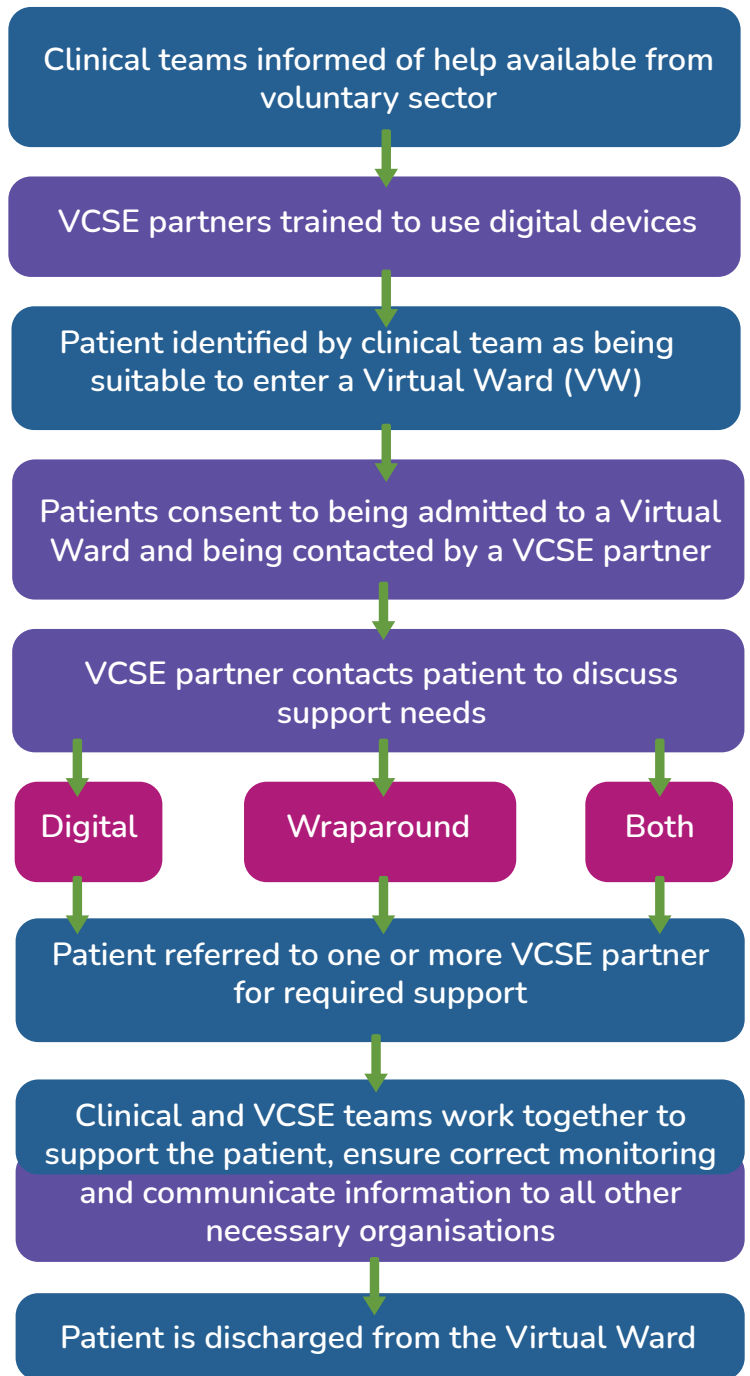 Clinical teams informed of help available from
voluntary sector
VCSE partners trained to use digital devices
Patient identified by clinical team as being
suitable to enter a Virtual Ward (VW)
Patients consent to being admitted to a Virtual
Ward and being contacted by a VCSE partner
VCSE partner contacts patient to discuss
support needs
Digital
Wraparound
Both
Patient referred to one or more VCSE partner
for required support
Clinical and VCSE teams work together to
support the patient, ensure correct monitoring
and communicate information to all other
necessary organisations
Patient is discharged from the Virtual Ward